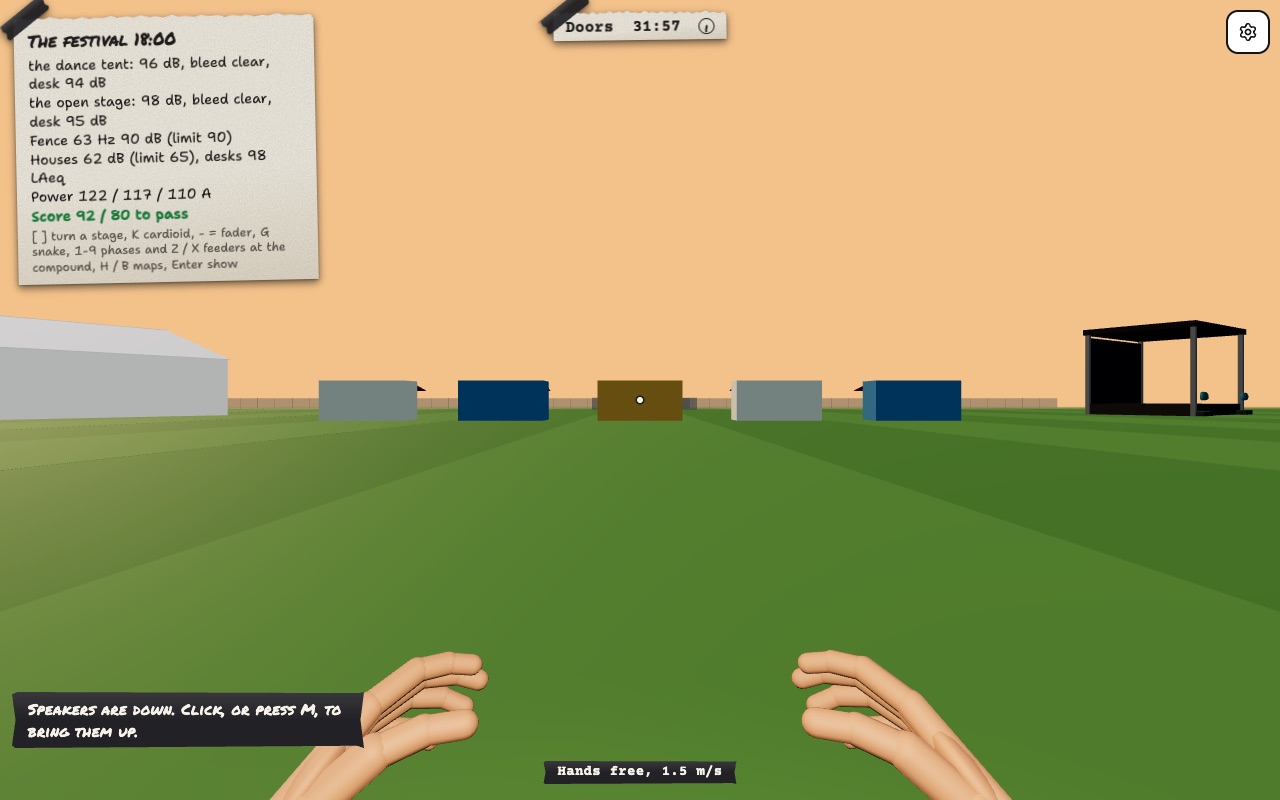 The festival 18:00
the dance tent: 96 dB, bleed clear,
desk 94 dB
the open stage: 98 dB, bleed clear,
desk 95 dB
Fence 63 Hz 90 dB (limit 90)
Houses 62 dB (limit 65), desks 98
LAeq
Power 122 / 117 / 110 A
Score 92 / 80 to pass
[ ] turn a stage, K cardioid, - = fader, G
snake, 1-9 phases and Z / X feeders at the
compound, H / B maps, Enter show
Doors 31:57
Speakers are down. Click, or press M, to
bring them up.
Hands free, 1.5 m/s